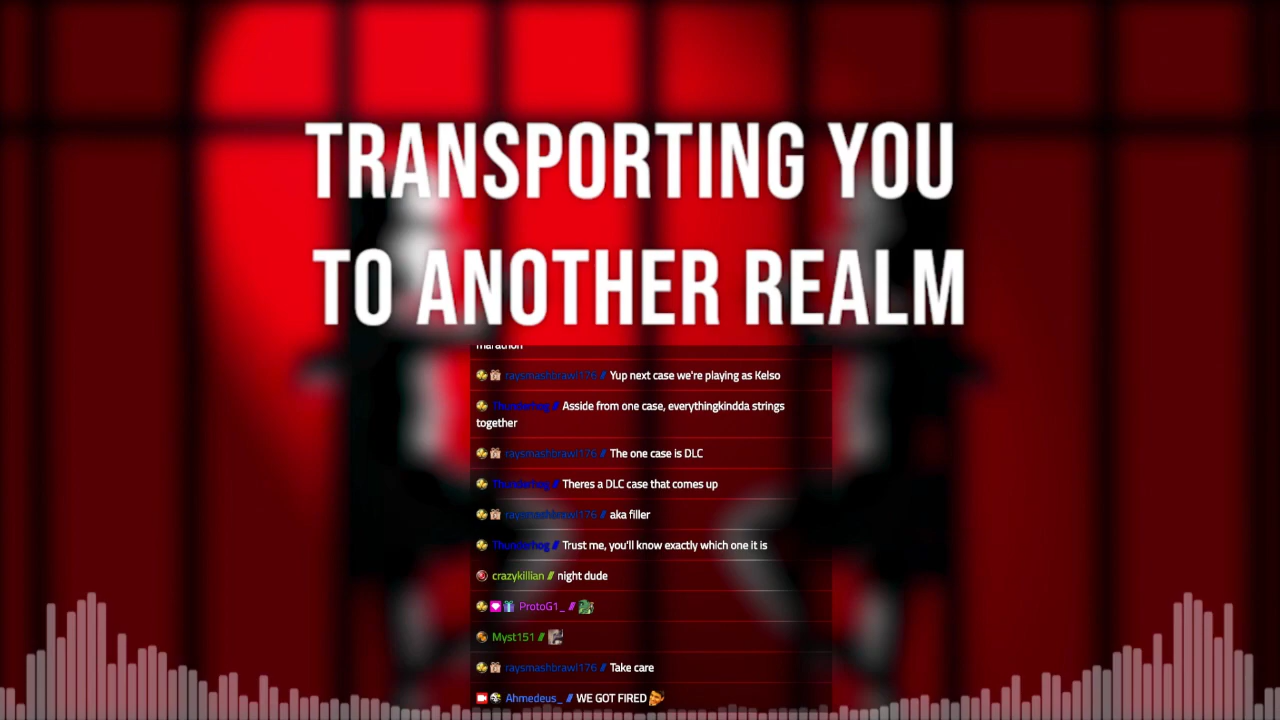 TRANSPORTING YOU
TO ANOTHER REALM
marathon
raysmashbrawl176 // Yup next case we're playing as Kelso
Thunderhog // Asside from one case, everythingkindda strings
together
raysmashbrawl176 // The one case is DLC
Thunderhog // Theres a DLC case that comes up
raysmashbrawl176 // aka filler
Thunderhog // Trust me, you'll know exactly which one it is
crazykillian // night dude
ProtoG1_ //
Myst151 //
raysmashbrawl176 // Take care
Ahmedeus_ // WE GOT FIRED